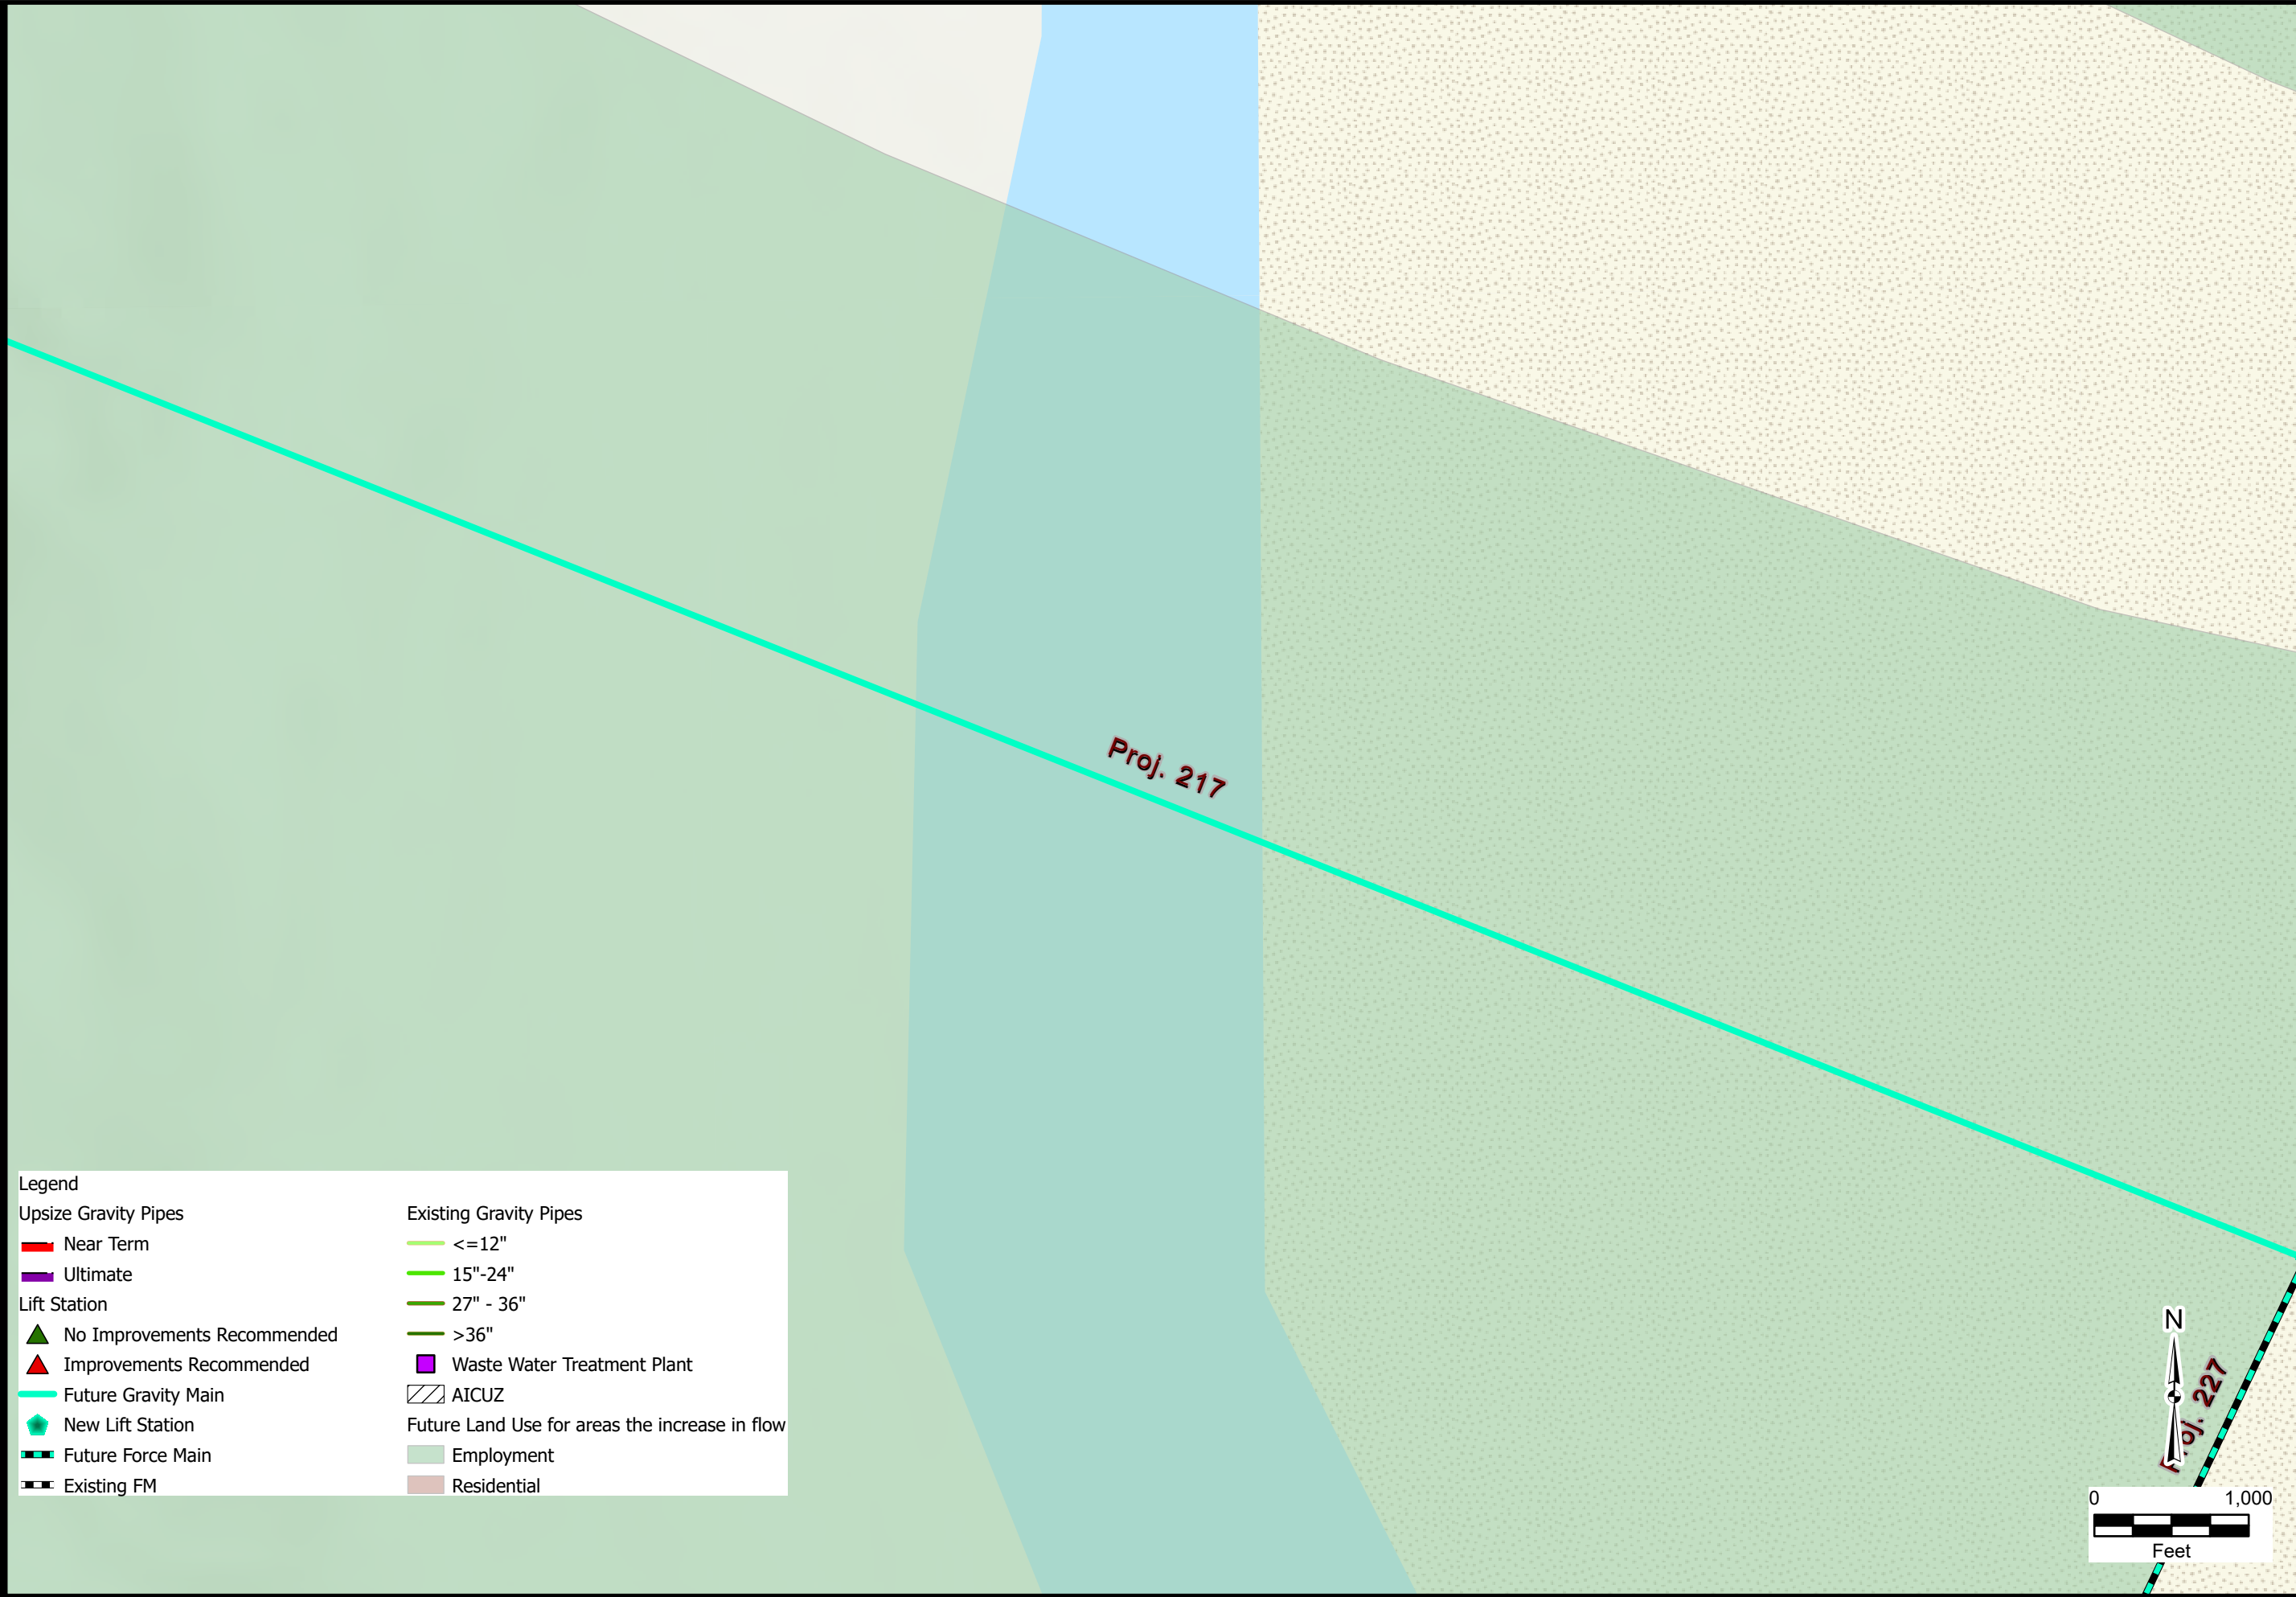 Proj. 217
Legend
Upsize Gravity Pipes
Near Term
Ultimate
Lift Station
No Improvements Recommended
Improvements Recommended
Future Gravity Main
New Lift Station
Future Force Main
Existing FM
Existing Gravity Pipes
<=12"
15"-24"
27" - 36"
>36"
Waste Water Treatment Plant
AICUZ
Future Land Use for areas the increase in flow
Employment
Residential
N
Proj. 227
0 1,000
Feet